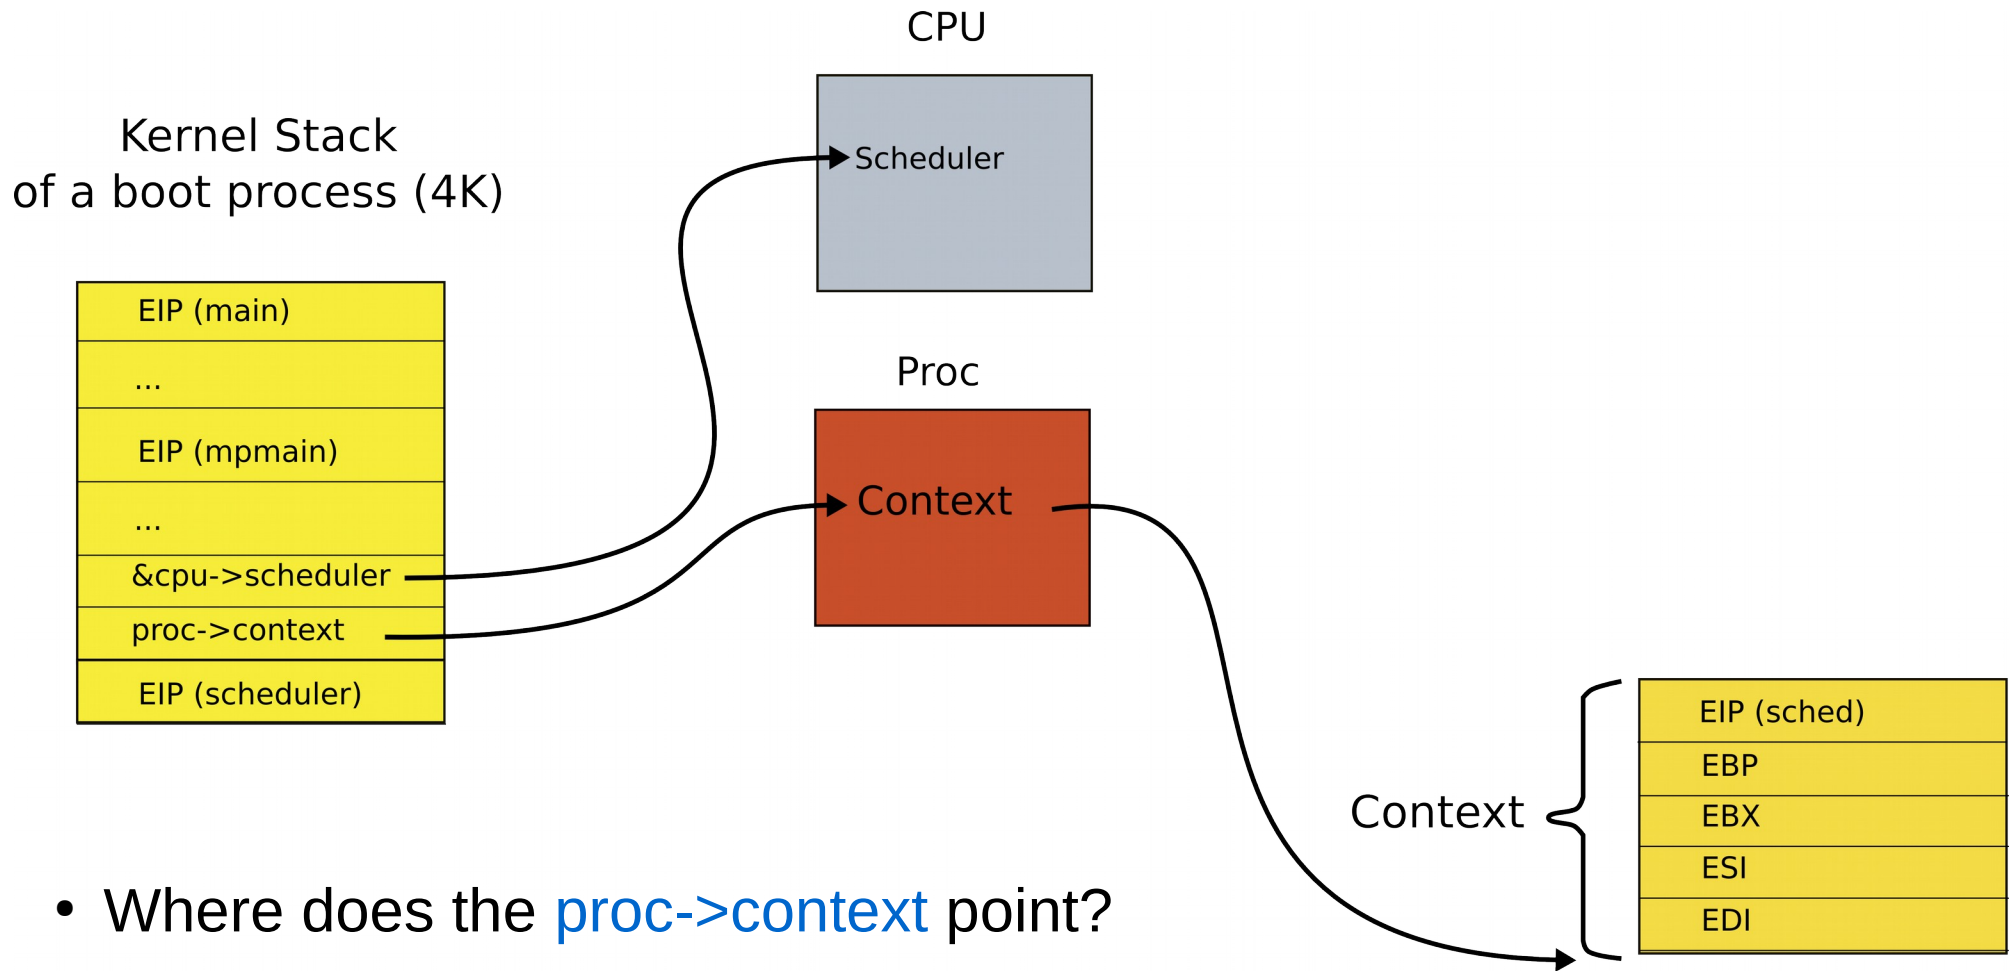 CPU
Scheduler
Kernel Stack
of a boot process (4K)
EIP (main)
...
EIP (mpmain)
...
&cpu->scheduler
proc->context
EIP (scheduler)
Proc
Context
Context
EIP (sched)
EBP
EBX
ESI
EDI
• Where does the proc->context point?